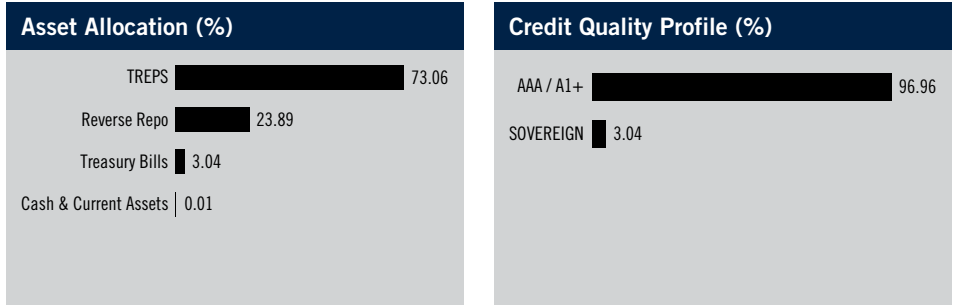 Asset Allocation (%)
TREPS 73.06
Reverse Repo 23.89
Treasury Bills 3.04
Cash & Current Assets 0.01
Credit Quality Profile (%)
AAA / A1+ 96.96
SOVEREIGN 3.04